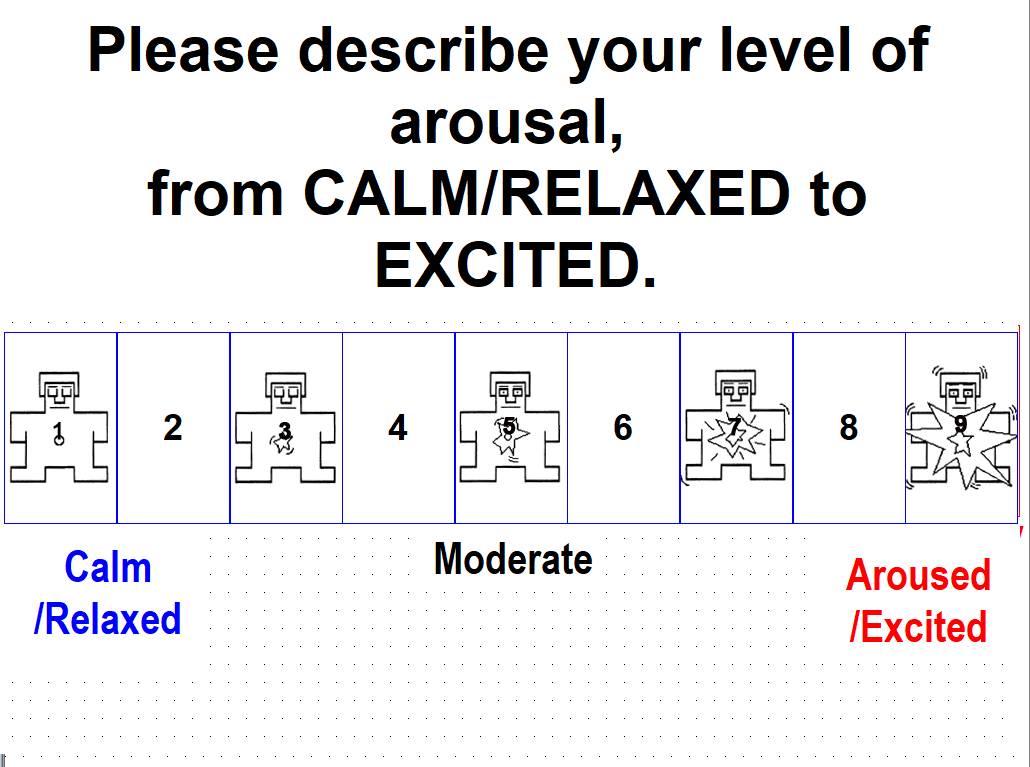 Please describe your level of
arousal,
from CALM/RELAXED to
EXCITED.
1 2 3 4 5 6 7 8 9
Calm
/Relaxed
Moderate
Aroused
/Excited